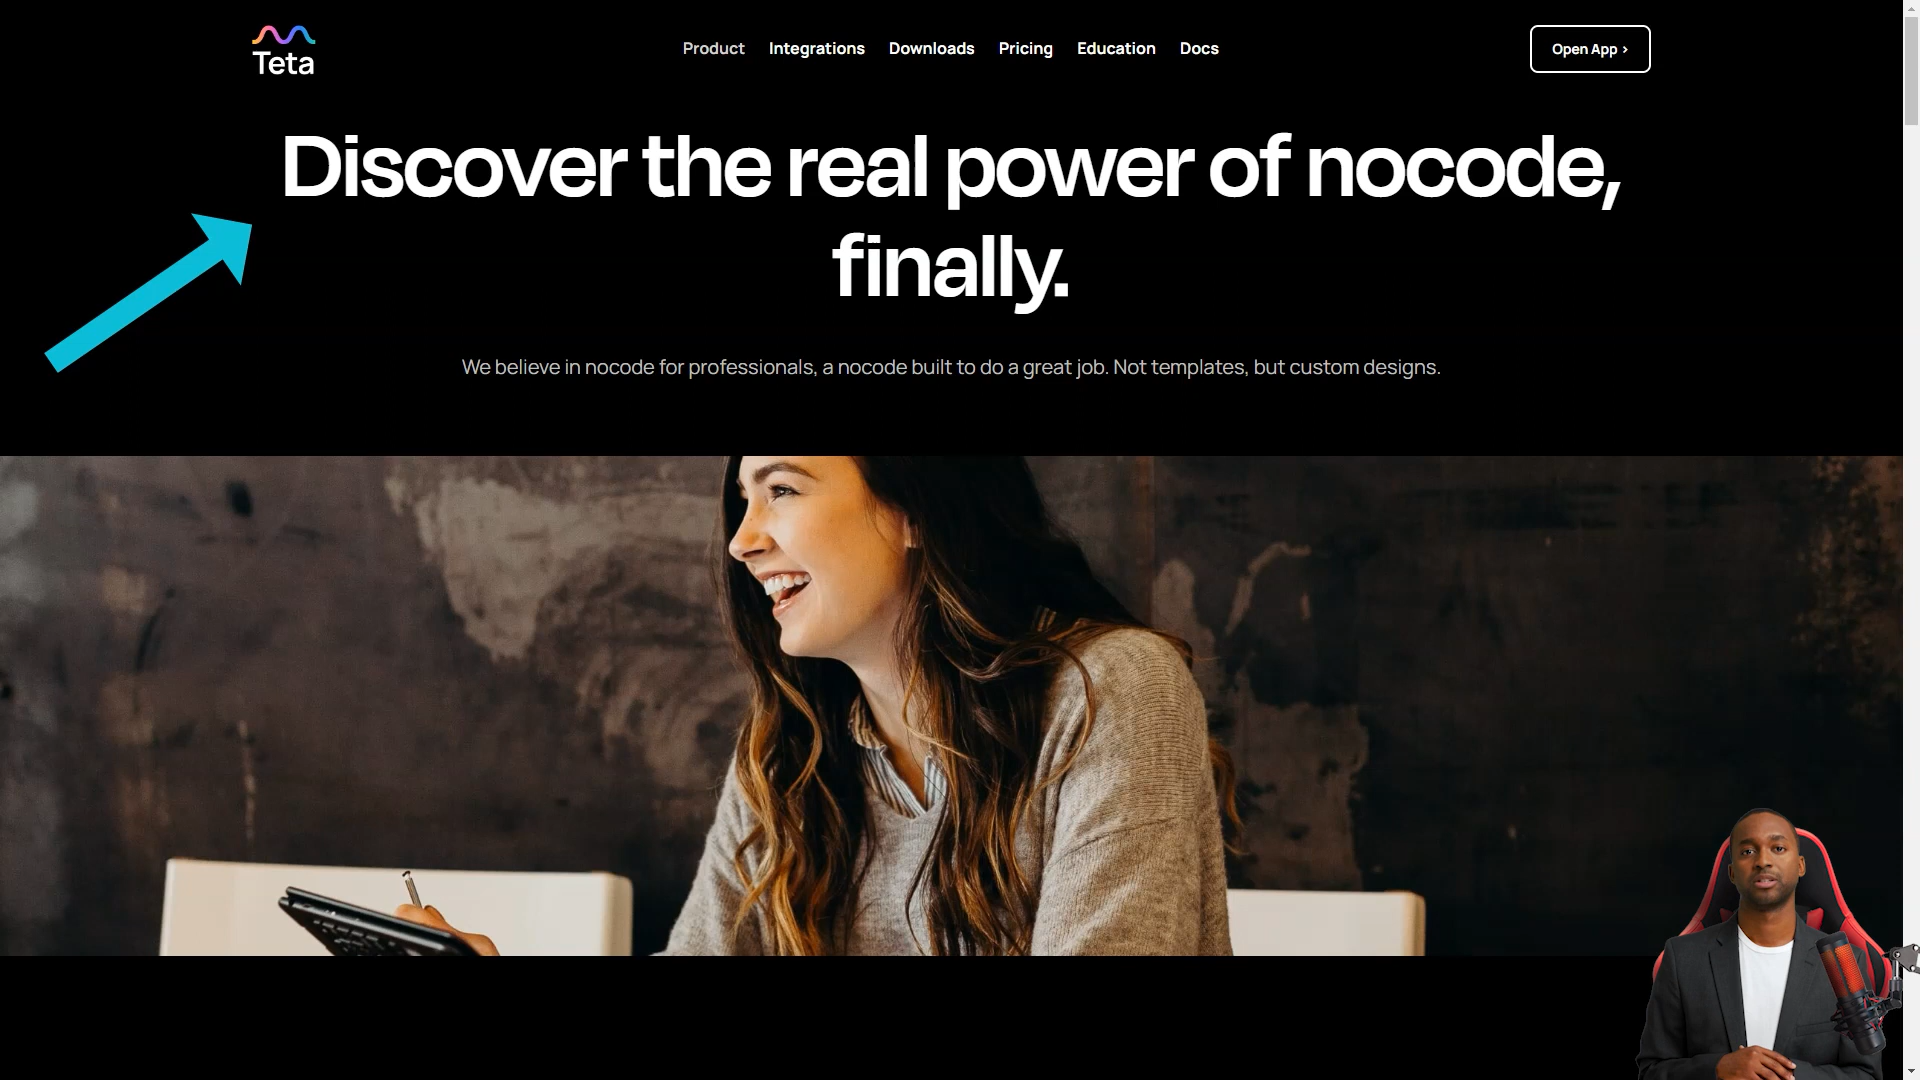 Teta
Product Integrations Downloads Pricing Education Docs
Open App ›
Discover the real power of nocode,
finally.
We believe in nocode for professionals, a nocode built to do a great job. Not templates, but custom designs.